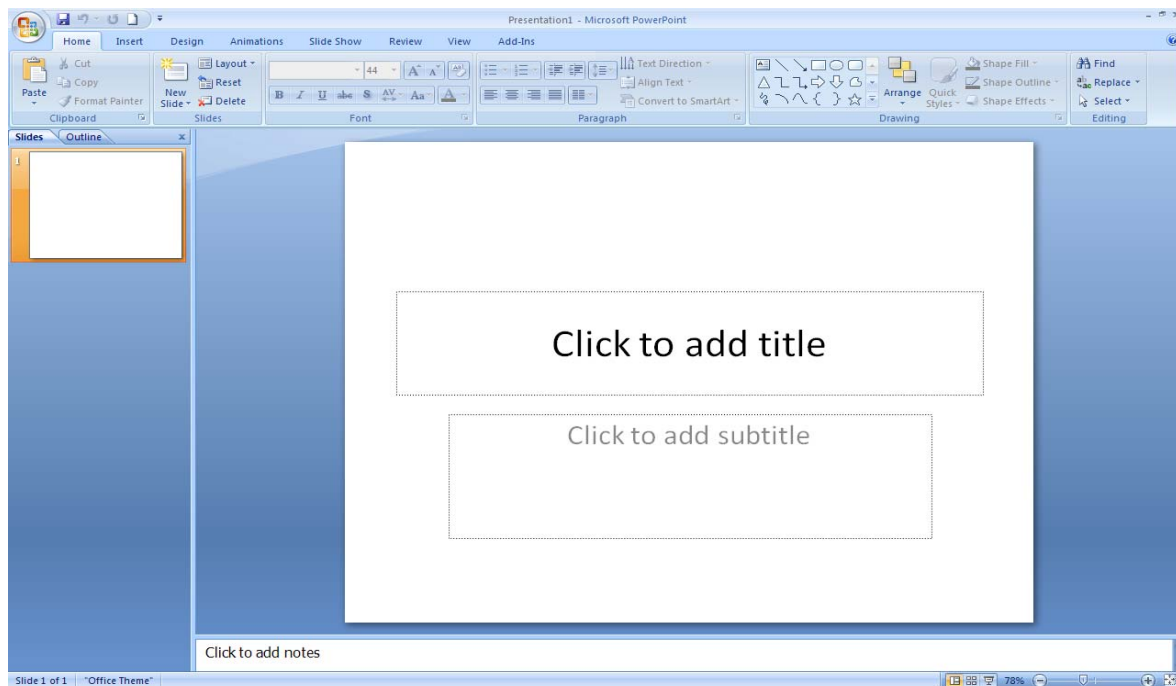 Presentation1 - Microsoft PowerPoint
Home Insert Design Animations Slide Show Review View Add-Ins
Paste
Cut
Copy
Format Painter
Clipboard
New Slide
Layout
Reset
Delete
Slides
44
B I U abc S AV Aa A
Font
Text Direction
Align Text
Convert to SmartArt
Paragraph
Arrange
Quick Styles
Shape Fill
Shape Outline
Shape Effects
Drawing
Find
Replace
Select
Editing
Slides Outline x
1
Click to add title
Click to add subtitle
Click to add notes
Slide 1 of 1 "Office Theme" 78%